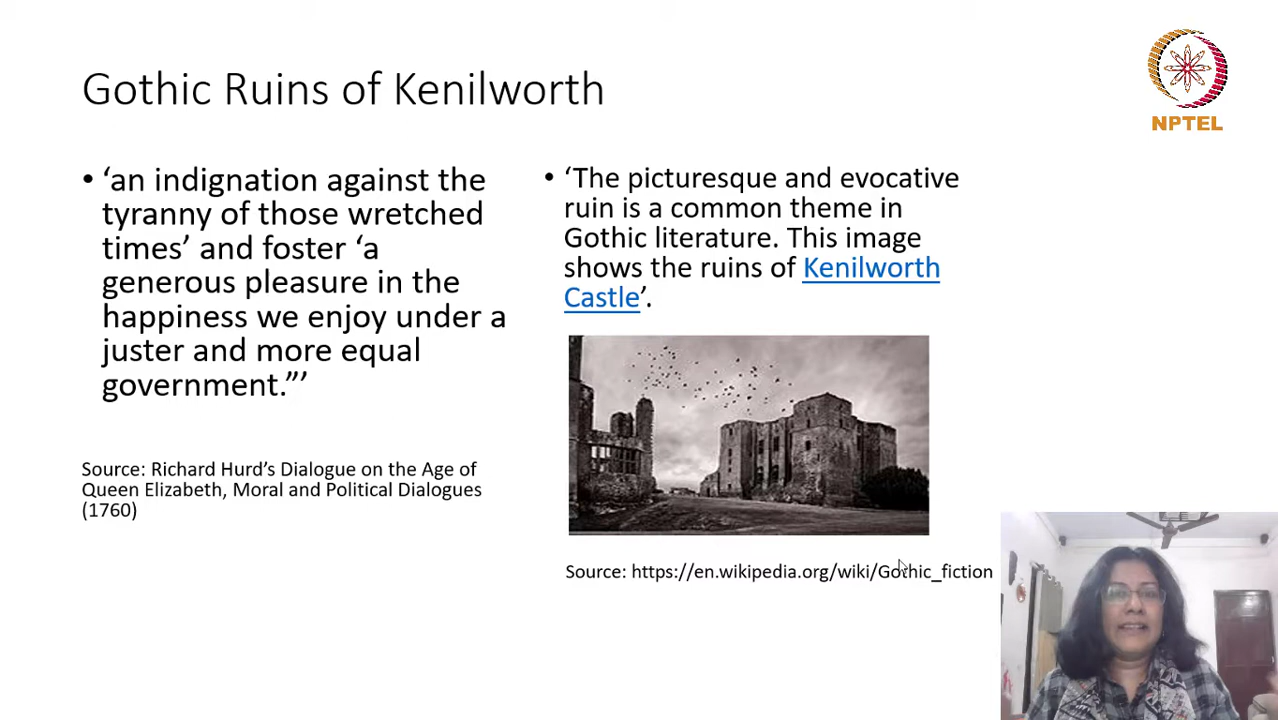 Gothic Ruins of Kenilworth
NPTEL
• ‘an indignation against the
tyranny of those wretched
times’ and foster ‘a
generous pleasure in the
happiness we enjoy under a
juster and more equal
government.”’
Source: Richard Hurd’s Dialogue on the Age of
Queen Elizabeth, Moral and Political Dialogues
(1760)
• ‘The picturesque and evocative
ruin is a common theme in
Gothic literature. This image
shows the ruins of Kenilworth
Castle’.
Source: https://en.wikipedia.org/wiki/Gothic_fiction